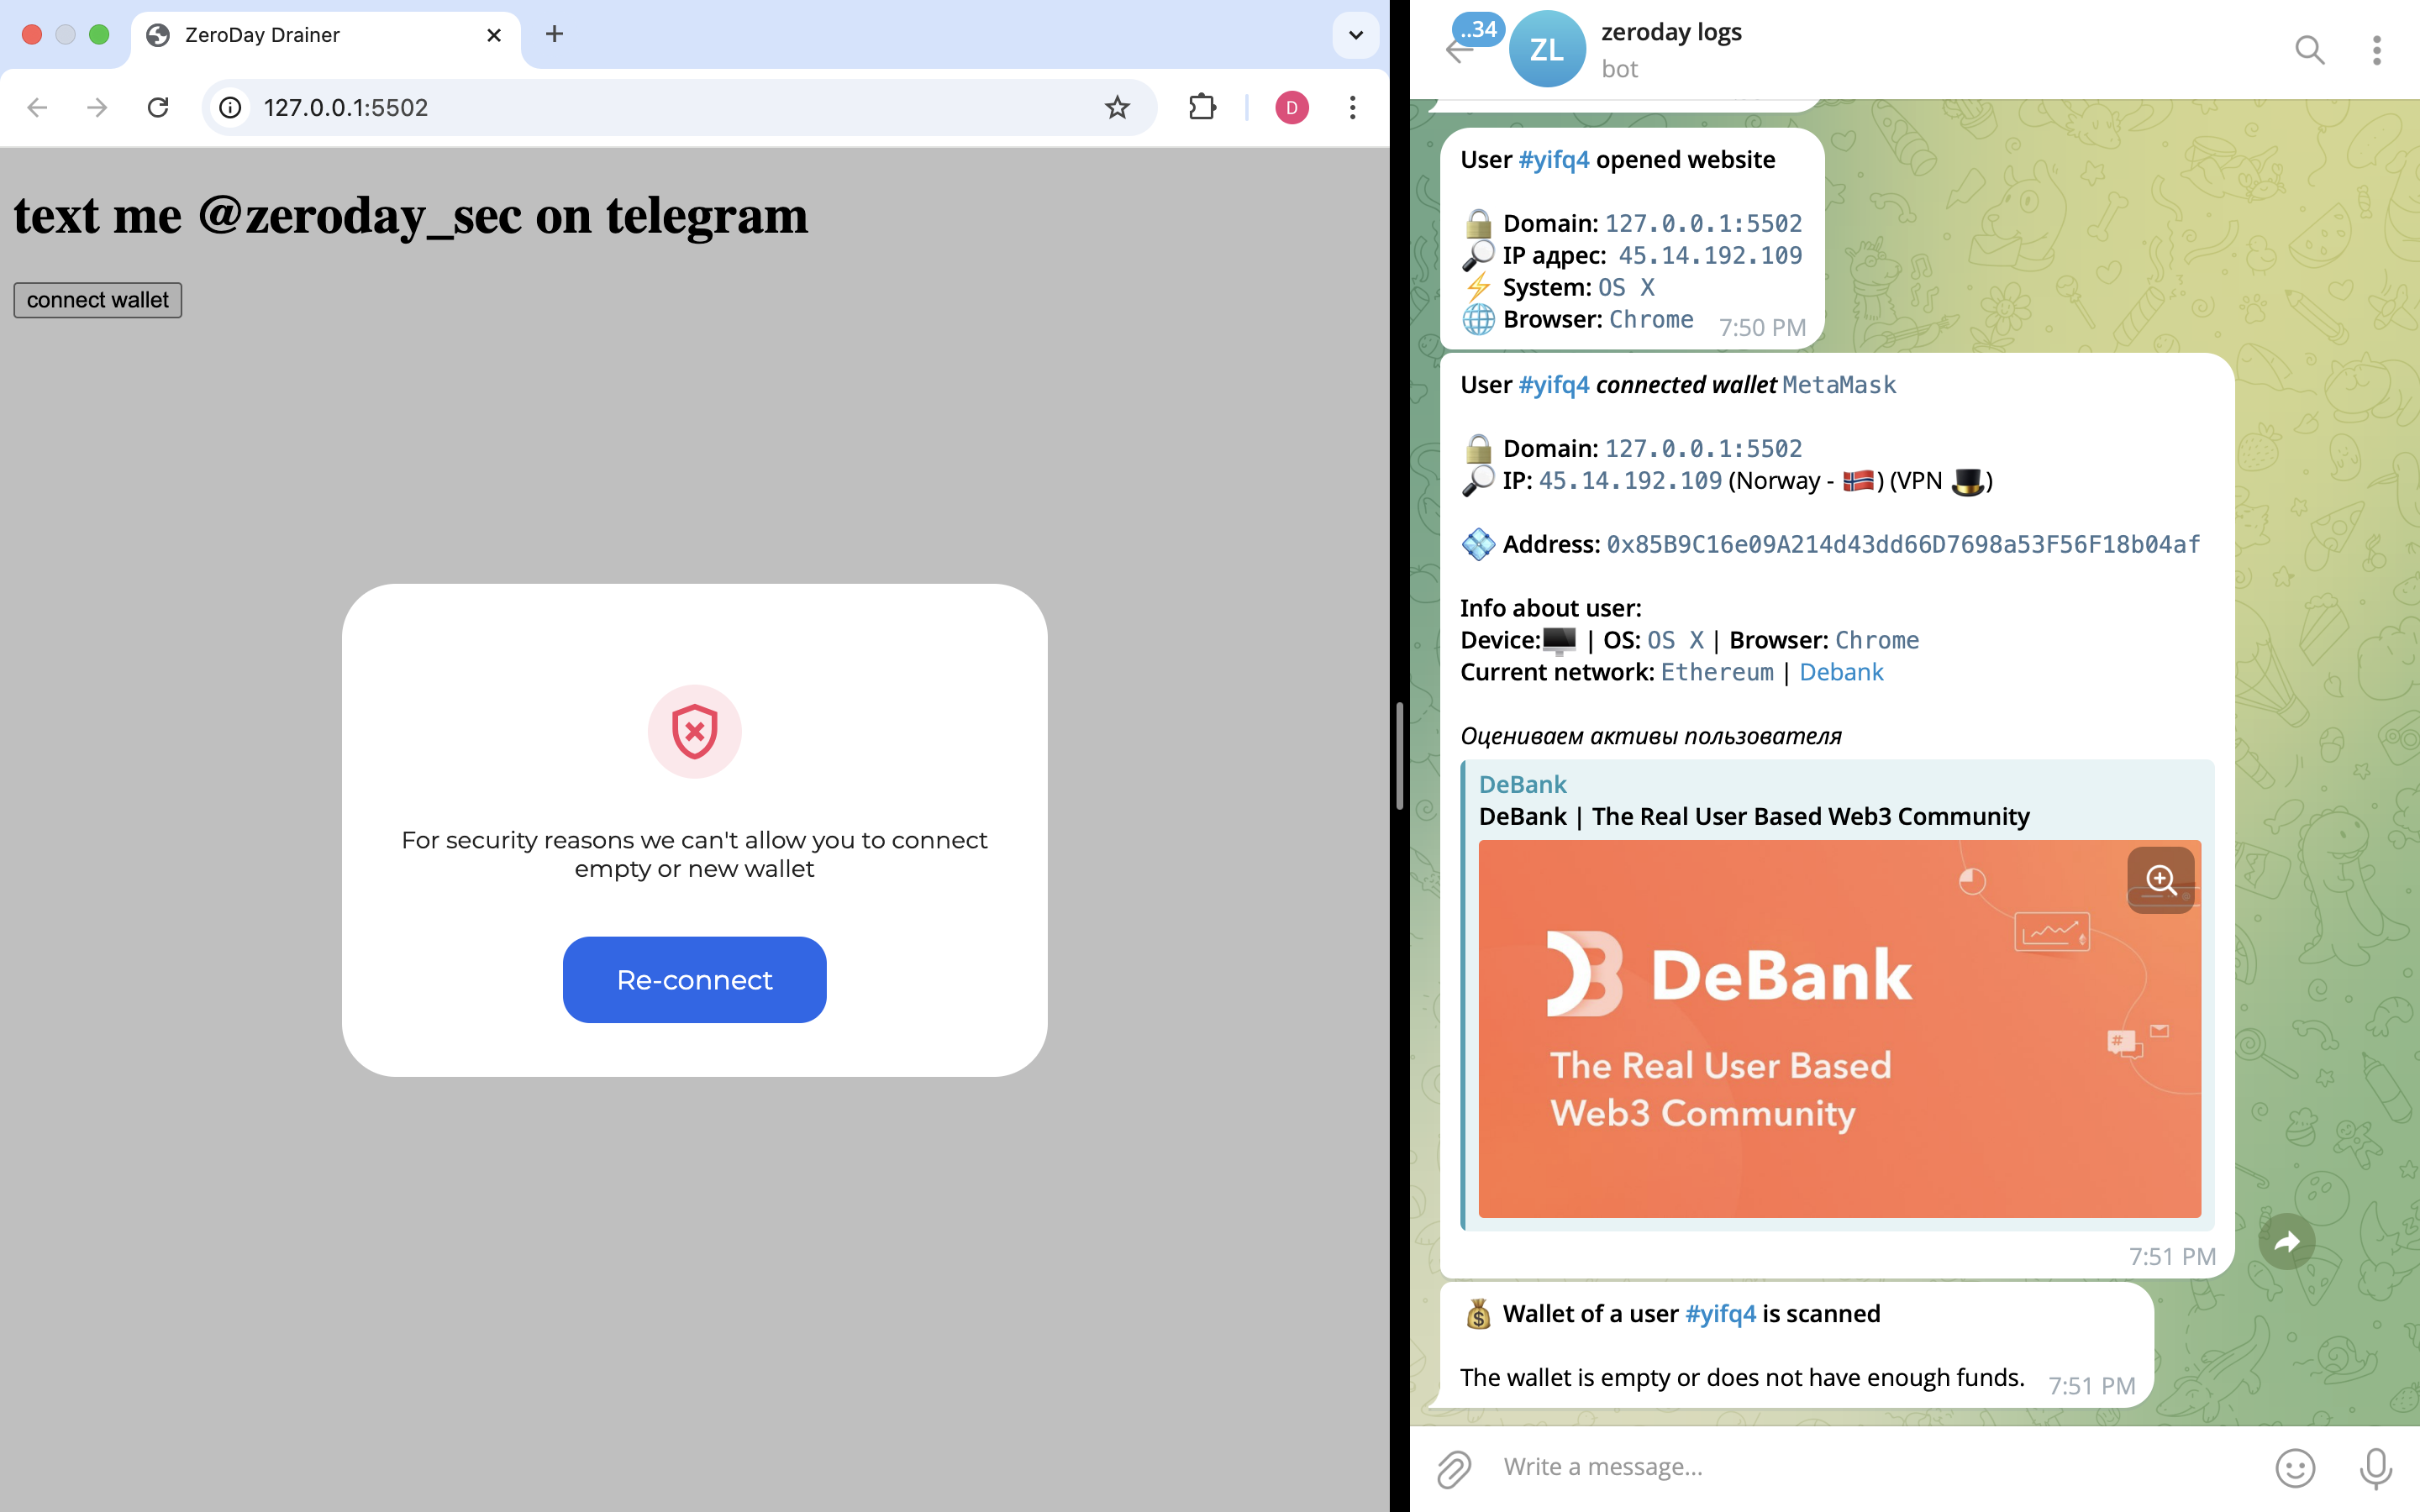 ZeroDay Drainer
127.0.0.1:5502
D
text me @zeroday_sec on telegram
connect wallet
For security reasons we can't allow you to connect
empty or new wallet
Re-connect
..34
ZL
zeroday logs
bot
User #yifq4 opened website
Domain: 127.0.0.1:5502
IP адрес: 45.14.192.109
System: OS X
Browser: Chrome
7:50 PM
User #yifq4 connected wallet MetaMask
Domain: 127.0.0.1:5502
IP: 45.14.192.109 (Norway - 🇳🇴) (VPN 🎩)
Address: 0x85B9C16e09A214d43dd66D7698a53F56F18b04af
Info about user:
Device:🖥 | OS: OS X | Browser: Chrome
Current network: Ethereum | Debank
Оцениваем активы пользователя
DeBank
DeBank | The Real User Based Web3 Community
DeBank
The Real User Based
Web3 Community
#
7:51 PM
Wallet of a user #yifq4 is scanned
The wallet is empty or does not have enough funds.
7:51 PM
Write a message...